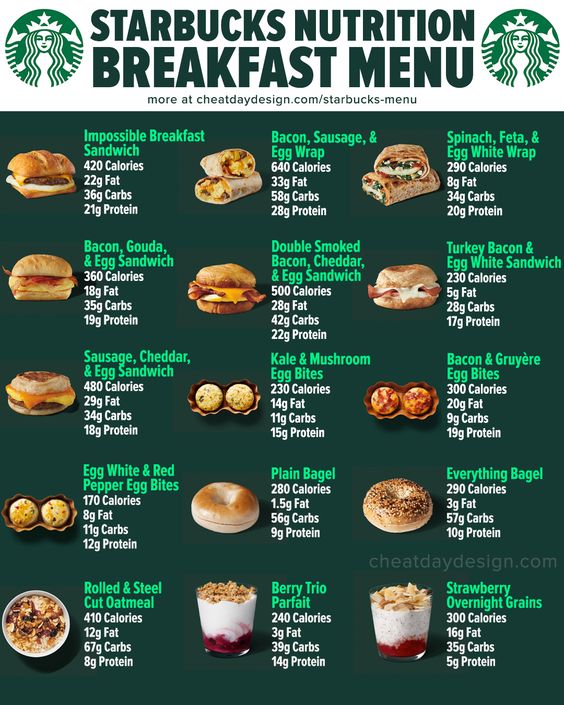 STARBUCKS NUTRITION
BREAKFAST MENU
more at cheatdaydesign.com/starbucks-menu
Impossible Breakfast
Sandwich
420 Calories
22g Fat
36g Carbs
21g Protein
Bacon, Sausage, &
Egg Wrap
640 Calories
33g Fat
58g Carbs
28g Protein
Spinach, Feta, &
Egg White Wrap
290 Calories
8g Fat
34g Carbs
20g Protein
Bacon, Gouda,
& Egg Sandwich
360 Calories
18g Fat
35g Carbs
19g Protein
Double Smoked
Bacon, Cheddar,
& Egg Sandwich
500 Calories
28g Fat
42g Carbs
22g Protein
Turkey Bacon &
Egg White Sandwich
230 Calories
5g Fat
28g Carbs
17g Protein
Sausage, Cheddar,
& Egg Sandwich
480 Calories
29g Fat
34g Carbs
18g Protein
Kale & Mushroom
Egg Bites
230 Calories
14g Fat
11g Carbs
15g Protein
Bacon & Gruyère
Egg Bites
300 Calories
20g Fat
9g Carbs
19g Protein
Egg White & Red
Pepper Egg Bites
170 Calories
8g Fat
11g Carbs
12g Protein
Plain Bagel
280 Calories
1.5g Fat
56g Carbs
9g Protein
Everything Bagel
290 Calories
3g Fat
57g Carbs
10g Protein
cheatdaydesign.com
Rolled & Steel
Cut Oatmeal
410 Calories
12g Fat
67g Carbs
8g Protein
Berry Trio
Parfait
240 Calories
3g Fat
39g Carbs
14g Protein
Strawberry
Overnight Grains
300 Calories
16g Fat
35g Carbs
5g Protein